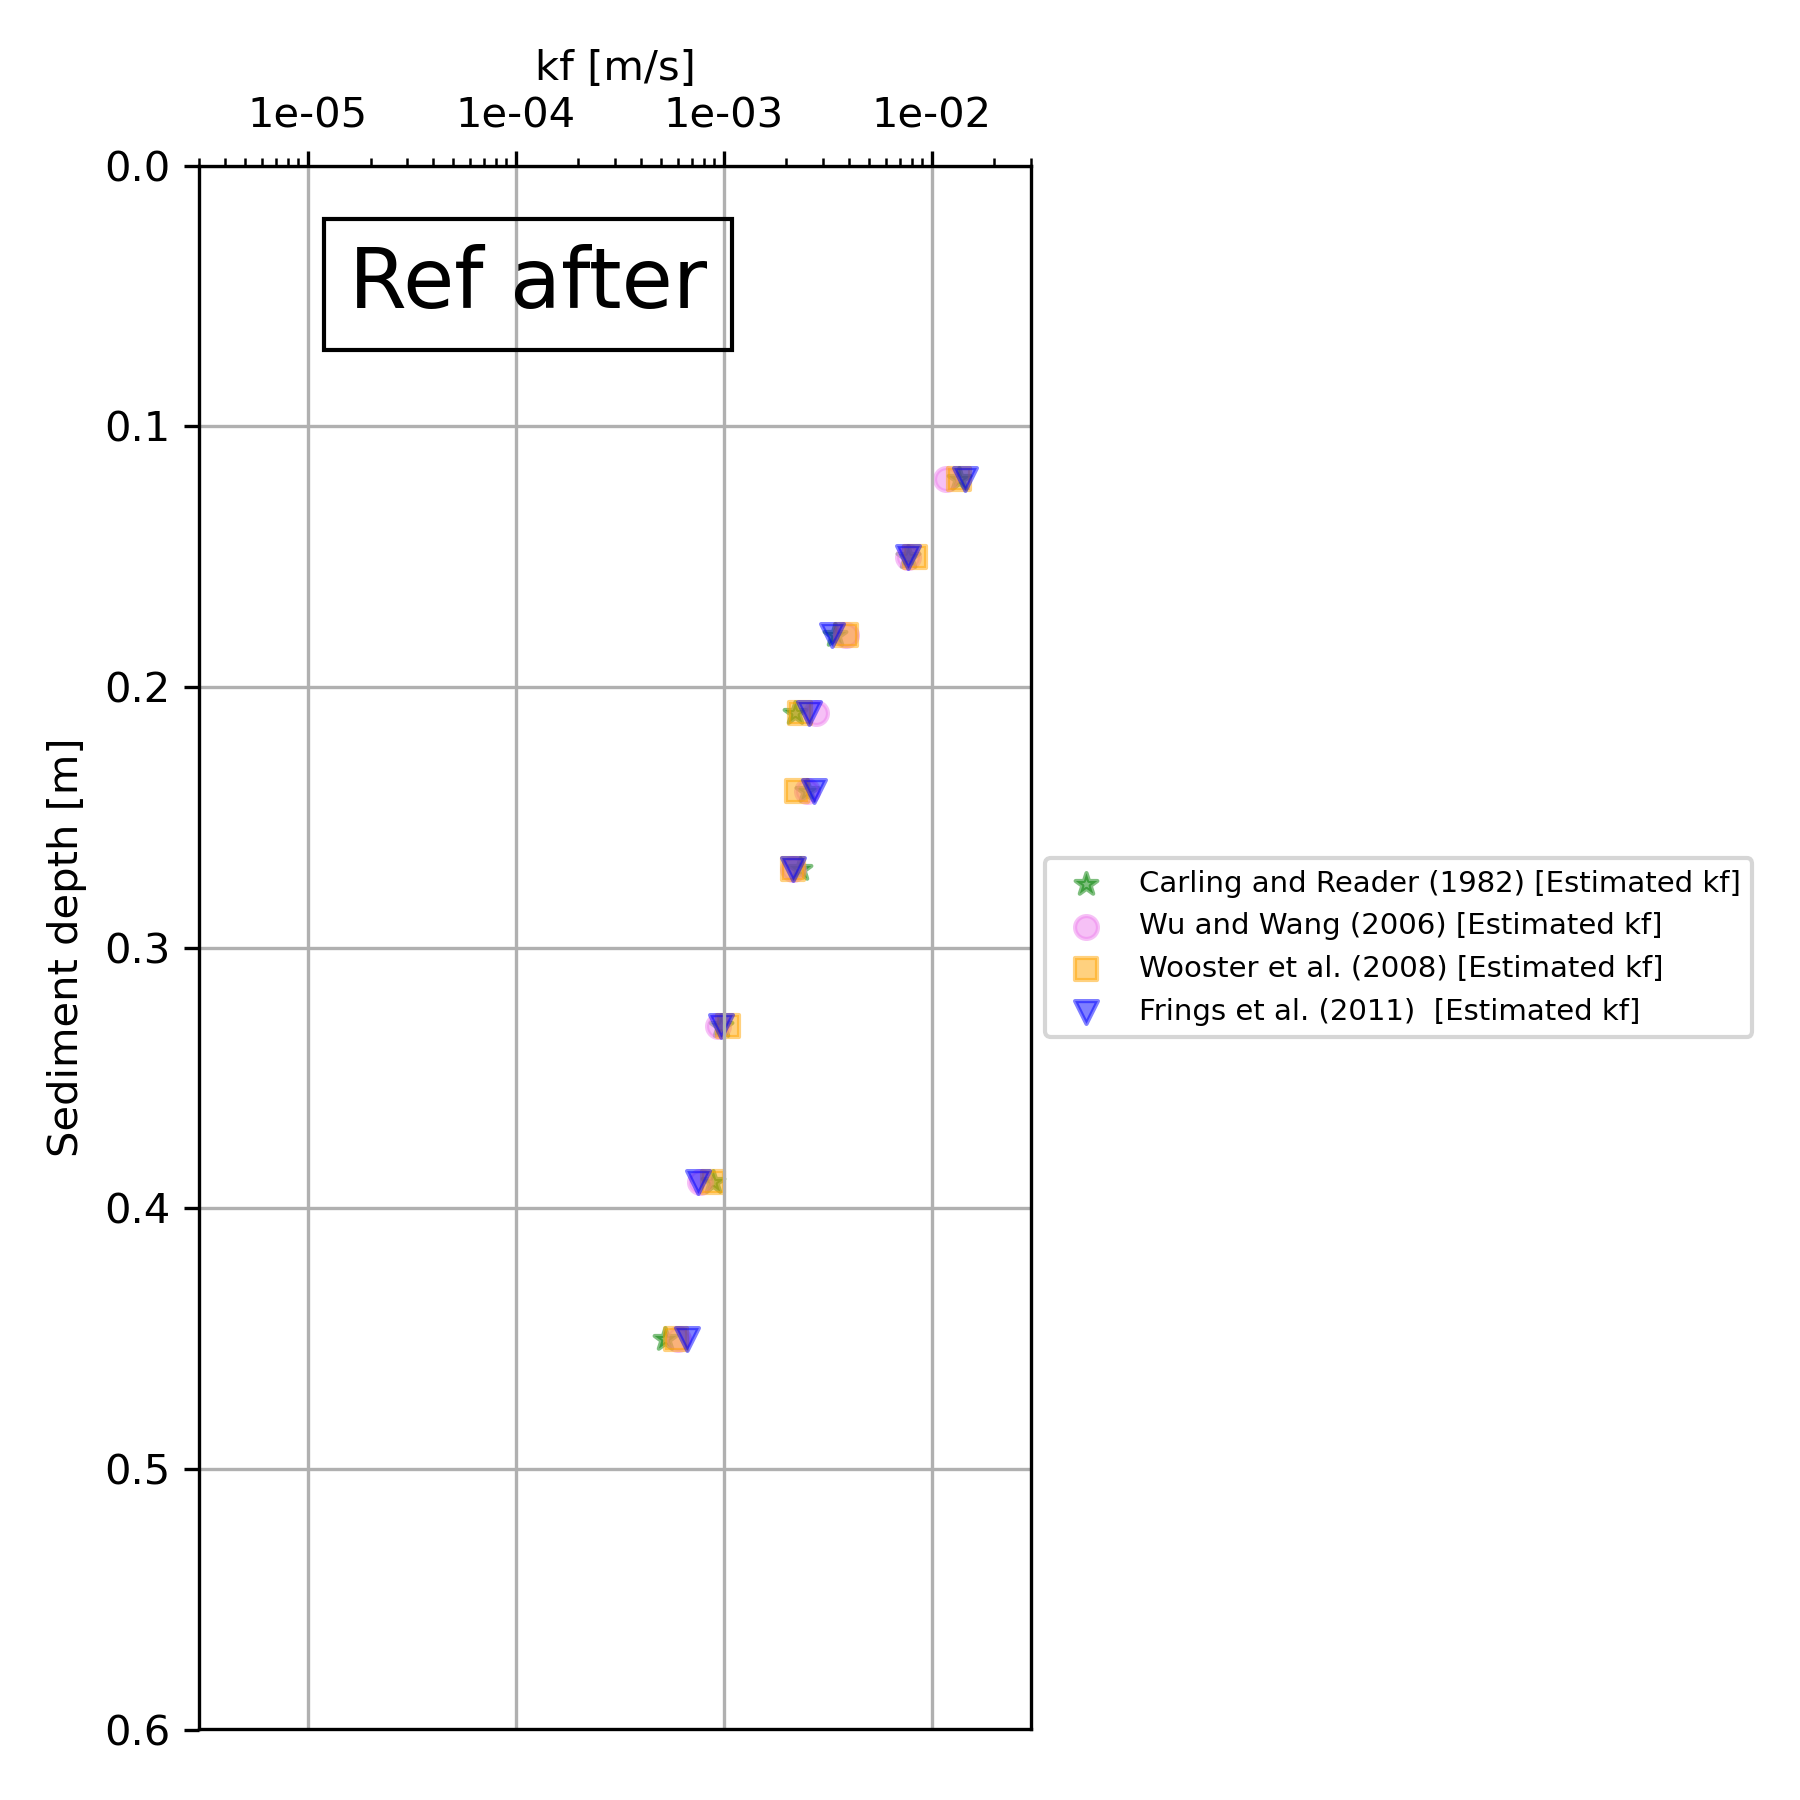 kf [m/s]
1e-05 1e-04 1e-03 1e-02
0.0
Ref after
0.1
0.2
0.3
0.4
0.5
0.6
Sediment depth [m]
Carling and Reader (1982) [Estimated kf]
Wu and Wang (2006) [Estimated kf]
Wooster et al. (2008) [Estimated kf]
Frings et al. (2011)  [Estimated kf]